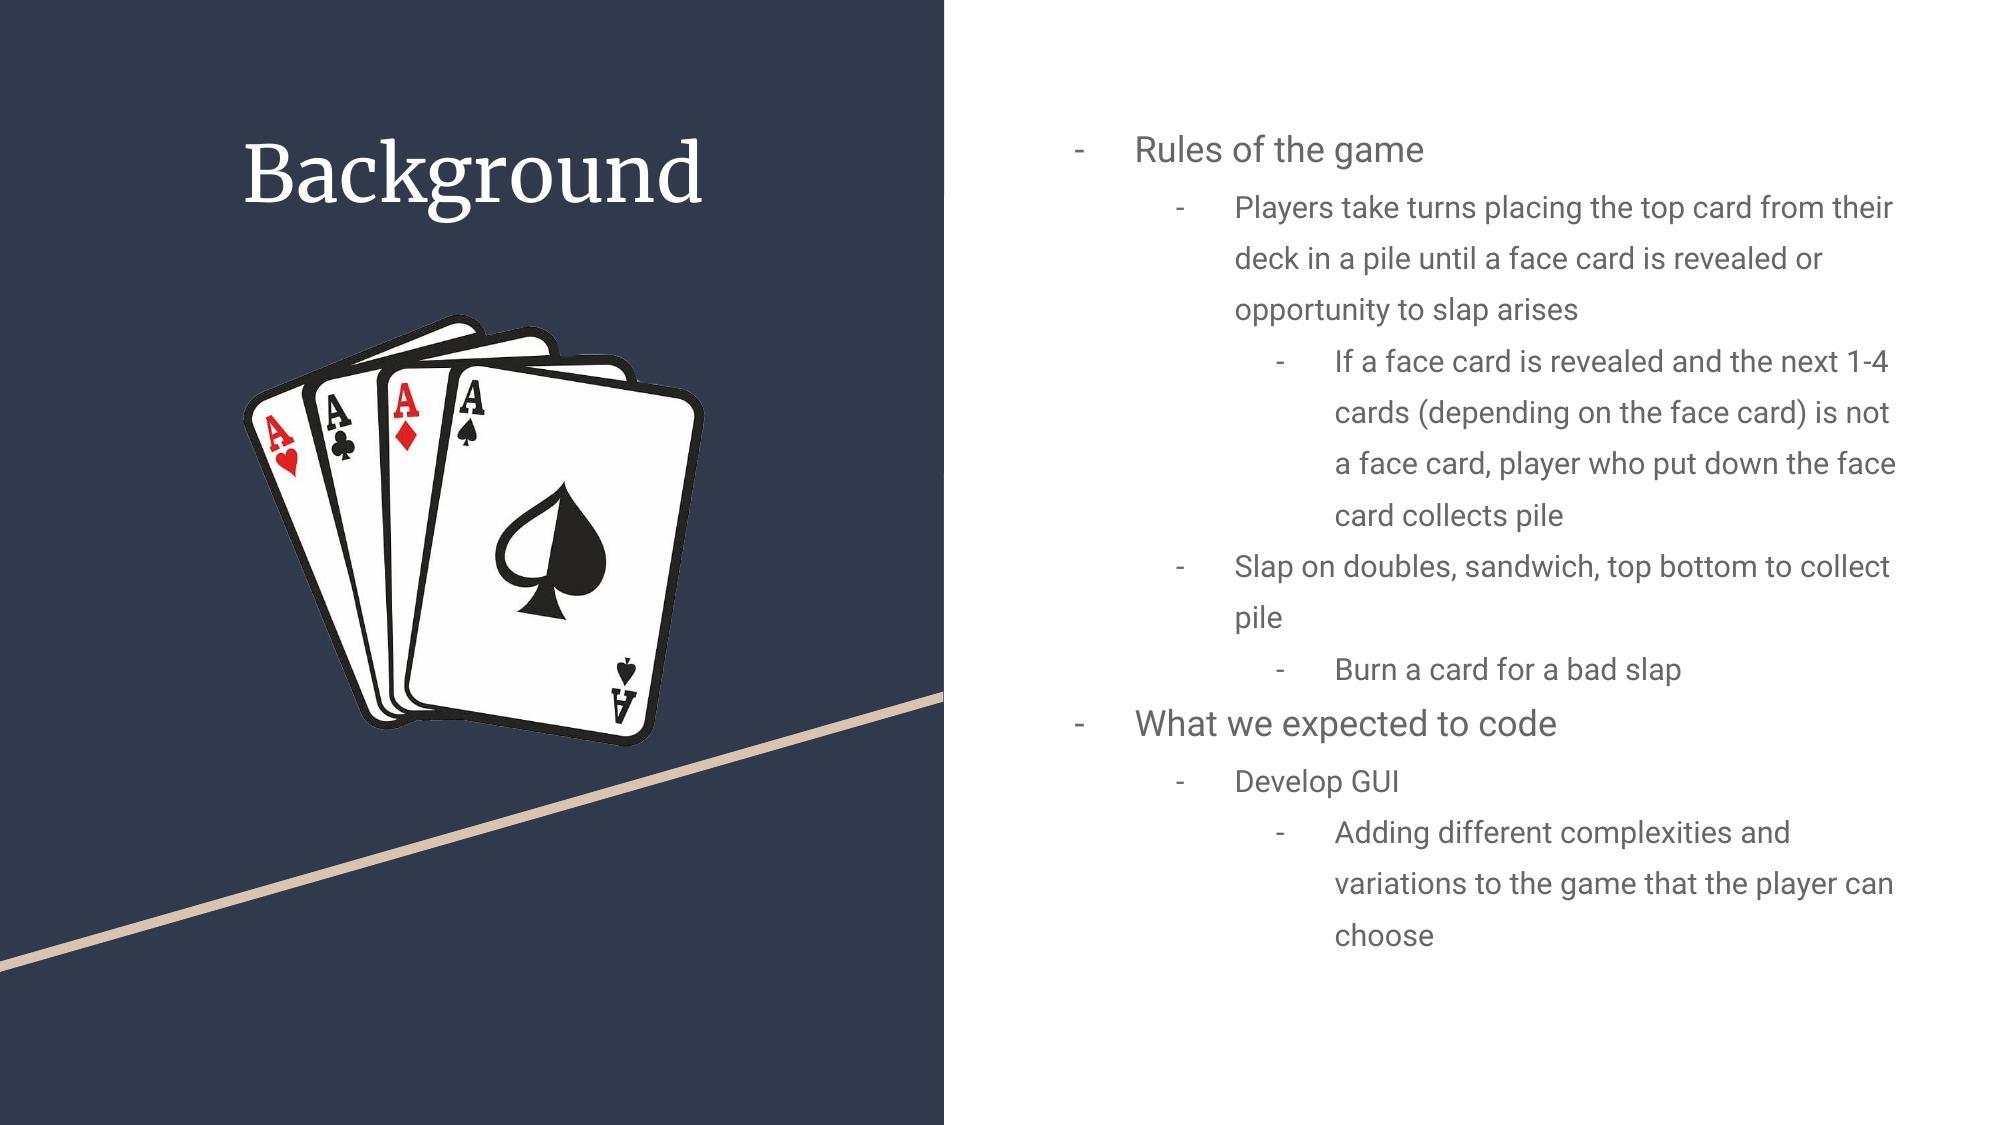 Background
A
A
A
A
A
- Rules of the game
- Players take turns placing the top card from their
deck in a pile until a face card is revealed or
opportunity to slap arises
- If a face card is revealed and the next 1-4
cards (depending on the face card) is not
a face card, player who put down the face
card collects pile
- Slap on doubles, sandwich, top bottom to collect
pile
- Burn a card for a bad slap
- What we expected to code
- Develop GUI
- Adding different complexities and
variations to the game that the player can
choose